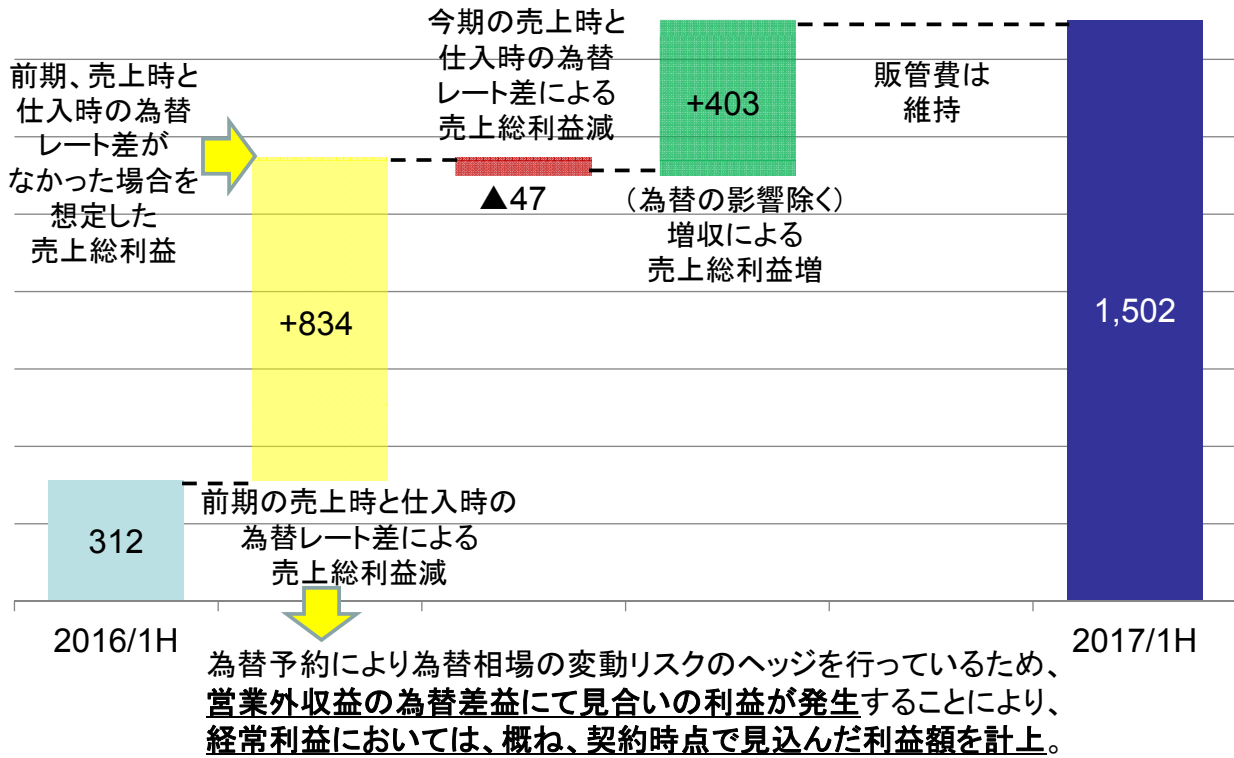 前期、売上時と
仕入時の為替
レート差が
なかった場合を
想定した
売上総利益
今期の売上時と
仕入時の為替
レート差による
売上総利益減
+403
販管費は
維持
▲47
(為替の影響除く)
増収による
売上総利益増
+834
1,502
312
前期の売上時と仕入時の
為替レート差による
売上総利益減
2016/1H
2017/1H
為替予約により為替相場の変動リスクのヘッジを行っているため、
営業外収益の為替差益にて見合いの利益が発生することにより、
経常利益においては、概ね、契約時点で見込んだ利益額を計上。